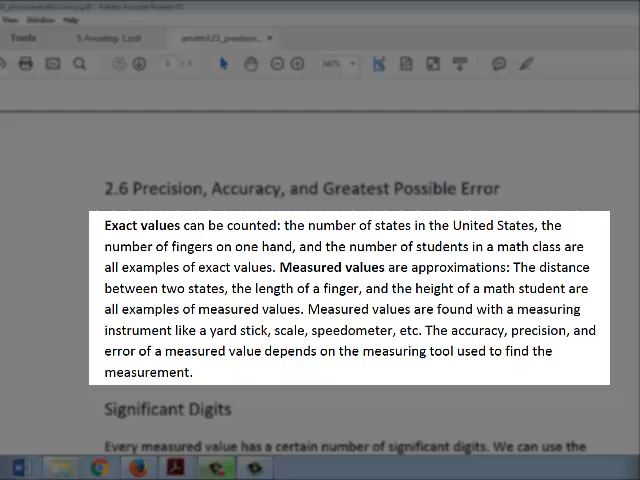 View Window Help
Tools
2.6 Precision, Accuracy, and Greatest Possible Error
Exact values can be counted: the number of states in the United States, the
number of fingers on one hand, and the number of students in a math class are
all examples of exact values. Measured values are approximations: The distance
between two states, the length of a finger, and the height of a math student are
all examples of measured values. Measured values are found with a measuring
instrument like a yard stick, scale, speedometer, etc. The accuracy, precision, and
error of a measured value depends on the measuring tool used to find the
measurement.
Significant Digits
Every measured value has a certain number of significant digits. We can use the